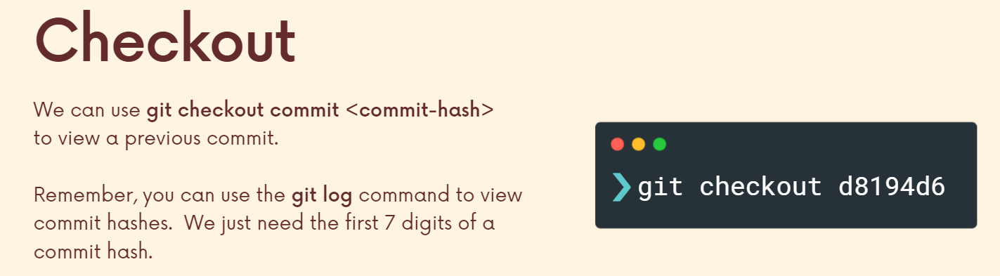 Checkout
We can use git checkout commit <commit-hash>
to view a previous commit.
Remember, you can use the git log command to view
commit hashes.  We just need the first 7 digits of a
commit hash.
❯ git checkout d8194d6